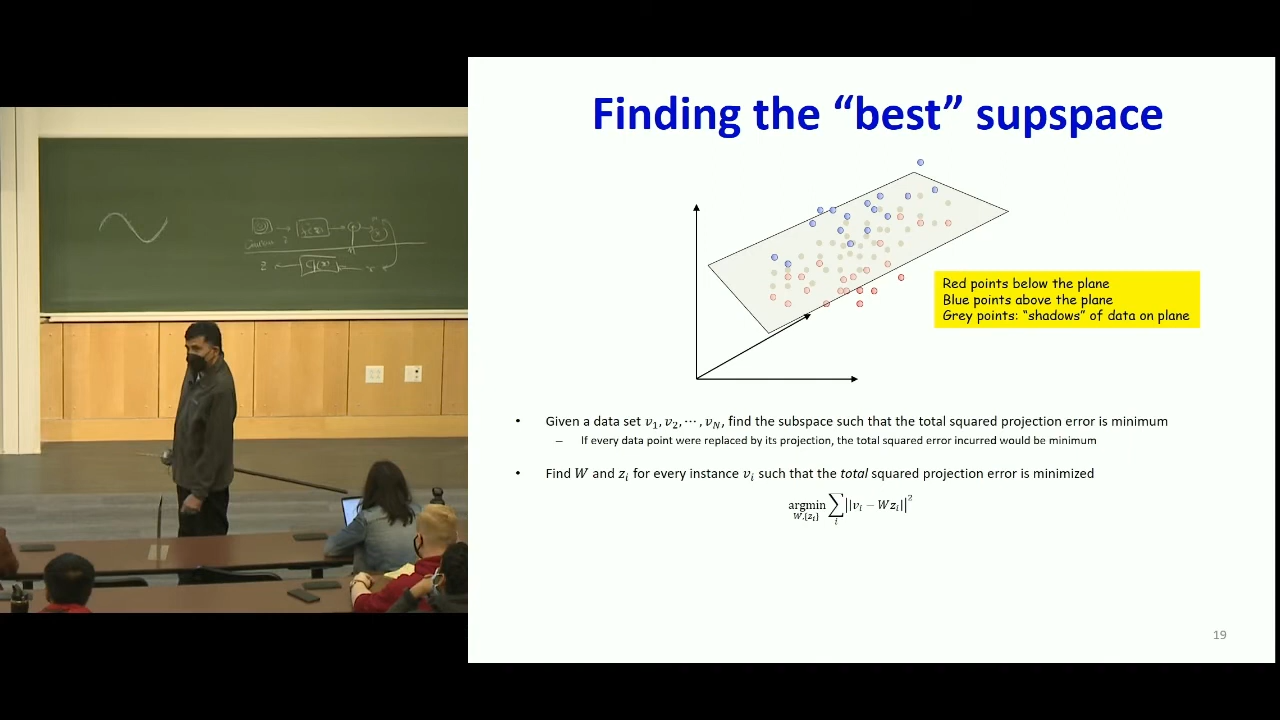 Finding the “best” supspace
Red points below the plane
Blue points above the plane
Grey points: “shadows” of data on plane
• Given a data set v₁, v₂, ⋯, v_N, find the subspace such that the total squared projection error is minimum
– If every data point were replaced by its projection, the total squared error incurred would be minimum
• Find W and zᵢ for every instance vᵢ such that the total squared projection error is minimized
argmin_{W,{zᵢ}} ∑ᵢ ||vᵢ − Wzᵢ||²
19